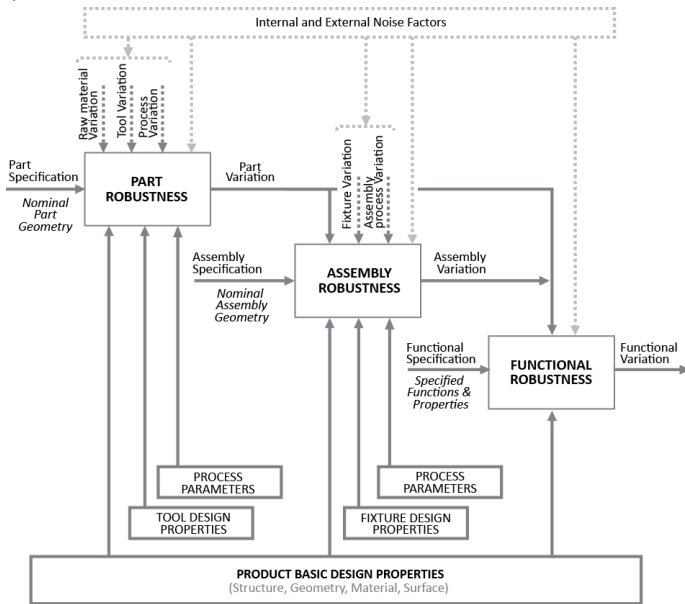 Internal and External Noise Factors
Raw material
Variation
Tool Variation
Process
Variation
Part
Specification
Nominal
Part
Geometry
PART
ROBUSTNESS
Part
Variation
Fixture Variation
Assembly
process Variation
Assembly
Specification
Nominal
Assembly
Geometry
ASSEMBLY
ROBUSTNESS
Assembly
Variation
Functional
Specification
Specified
Functions &
Properties
FUNCTIONAL
ROBUSTNESS
Functional
Variation
PROCESS
PARAMETERS
PROCESS
PARAMETERS
TOOL DESIGN
PROPERTIES
FIXTURE DESIGN
PROPERTIES
PRODUCT BASIC DESIGN PROPERTIES
(Structure, Geometry, Material, Surface)